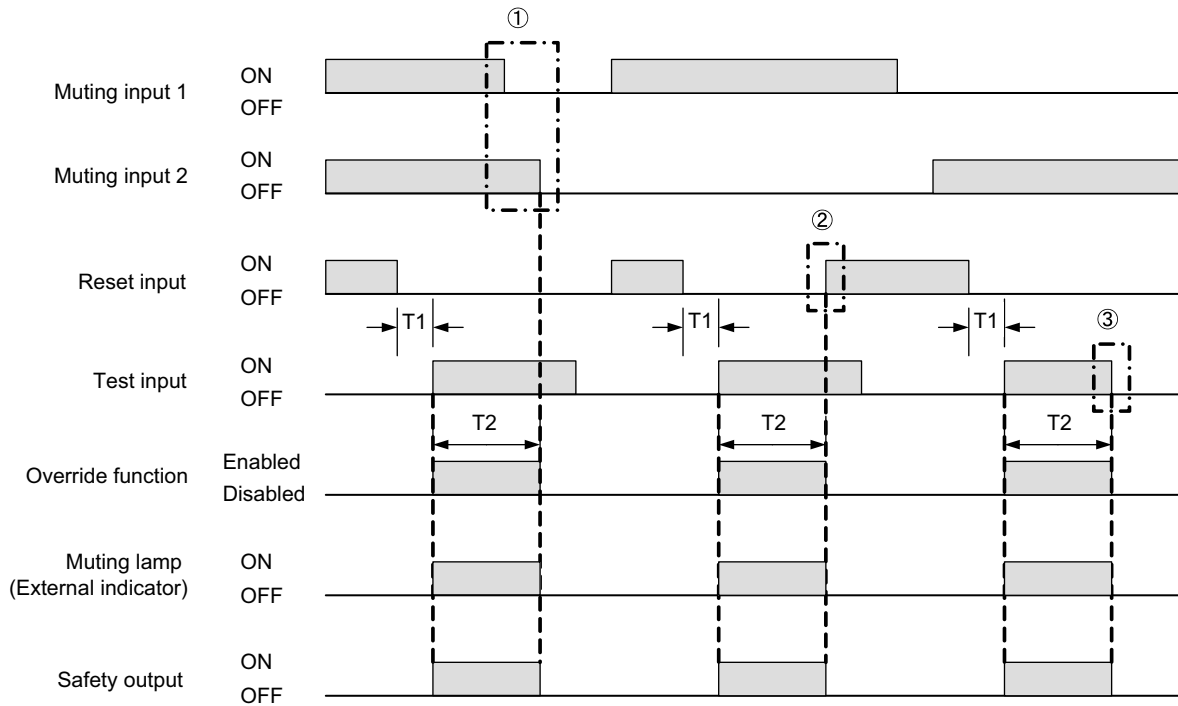 ①
Muting input 1
ON
OFF
Muting input 2
ON
OFF
②
Reset input
ON
OFF
T1
T1
T1
③
Test input
ON
OFF
T2
T2
T2
Override function
Enabled
Disabled
Muting lamp
(External indicator)
ON
OFF
Safety output
ON
OFF